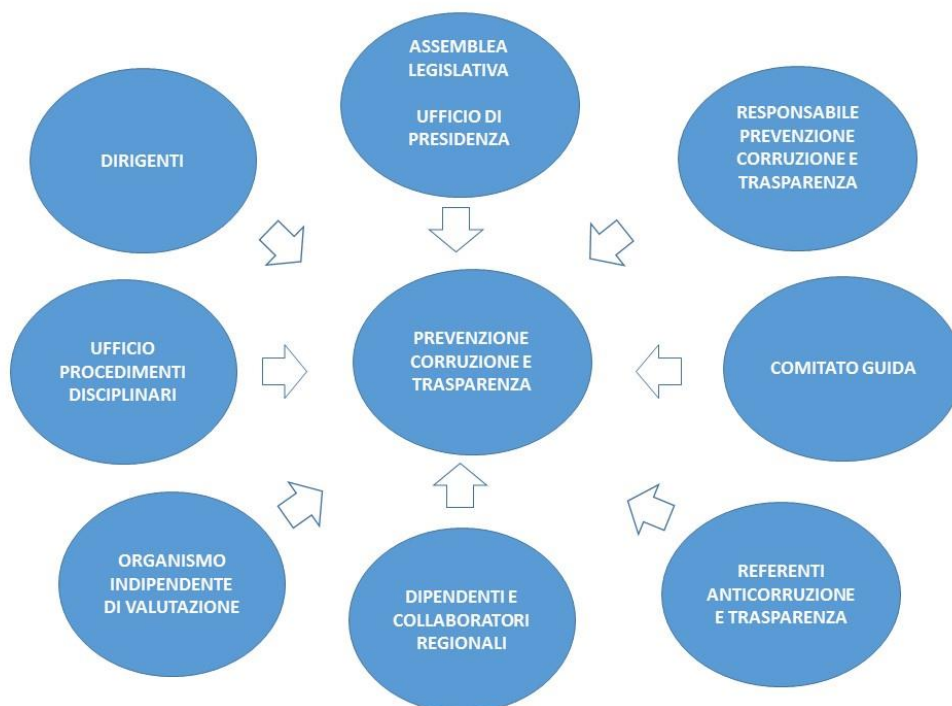 ASSEMBLEA
LEGISLATIVA
UFFICIO DI
PRESIDENZA
DIRIGENTI
RESPONSABILE
PREVENZIONE
CORRUZIONE E
TRASPARENZA
UFFICIO
PROCEDIMENTI
DISCIPLINARI
PREVENZIONE
CORRUZIONE E
TRASPARENZA
COMITATO GUIDA
ORGANISMO
INDIPENDENTE
DI VALUTAZIONE
DIPENDENTI E
COLLABORATORI
REGIONALI
REFERENTI
ANTICORRUZIONE
E TRASPARENZA